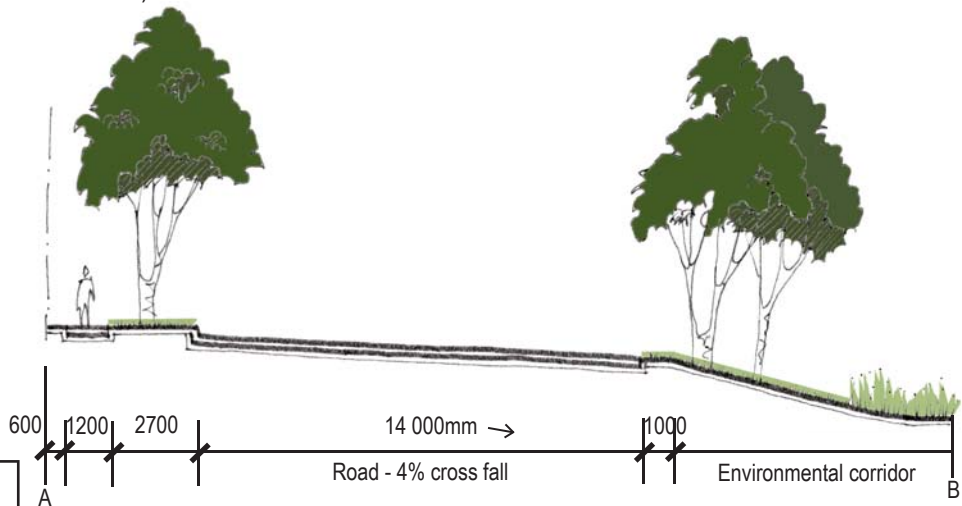 600 1200 2700 14 000mm → 1000
Road - 4% cross fall Environmental corridor
A B